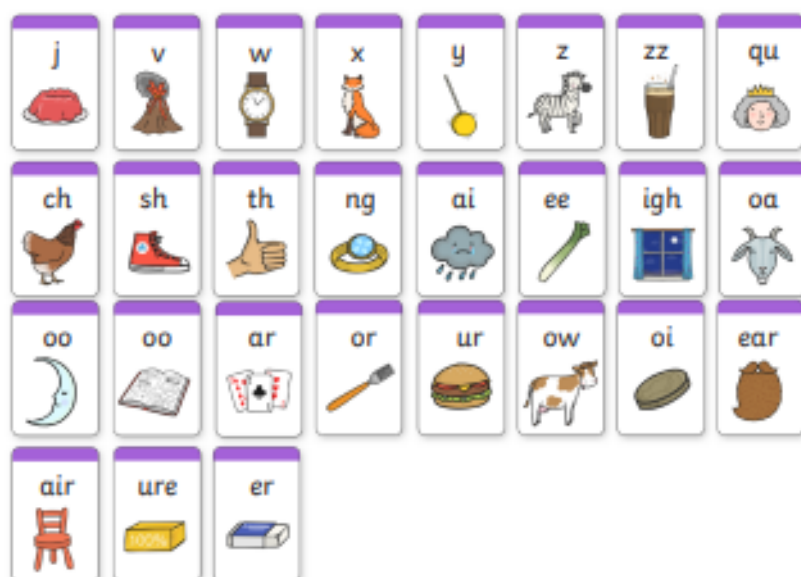 j v w x y z zz qu
ch sh th ng ai ee igh oa
oo oo ar or ur ow oi ear
air ure er
100%